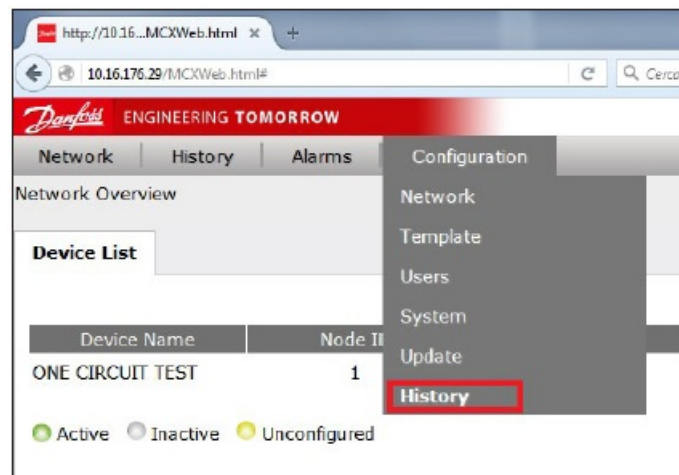 http://10.16...MCXWeb.html × +
10.16.176.29/MCXWeb.html# Cerca
Danfoss ENGINEERING TOMORROW
Network History Alarms Configuration
Network Overview Network
Template
Device List Users
System
Device Name Node I Update
ONE CIRCUIT TEST 1 History
Active Inactive Unconfigured